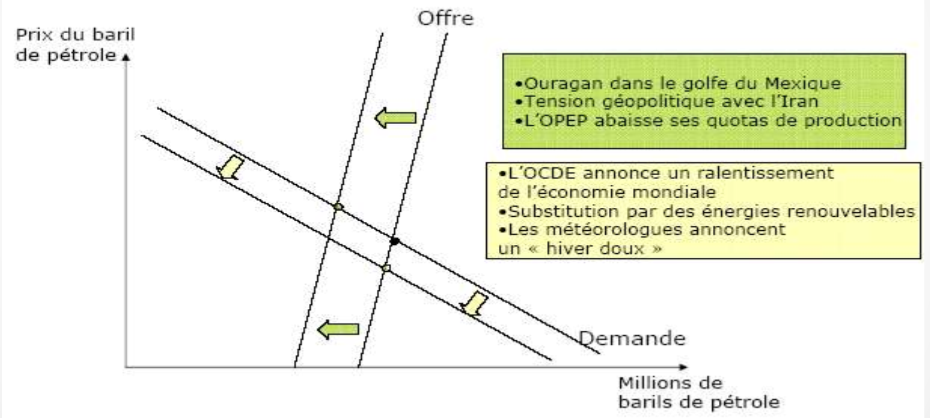 Offre
Prix du baril
de pétrole
•Ouragan dans le golfe du Mexique
•Tension géopolitique avec l'Iran
•L'OPEP abaisse ses quotas de production
•L'OCDE annonce un ralentissement
de l'économie mondiale
•Substitution par des énergies renouvelables
•Les météorologues annoncent
un « hiver doux »
Demande
Millions de
barils de pétrole